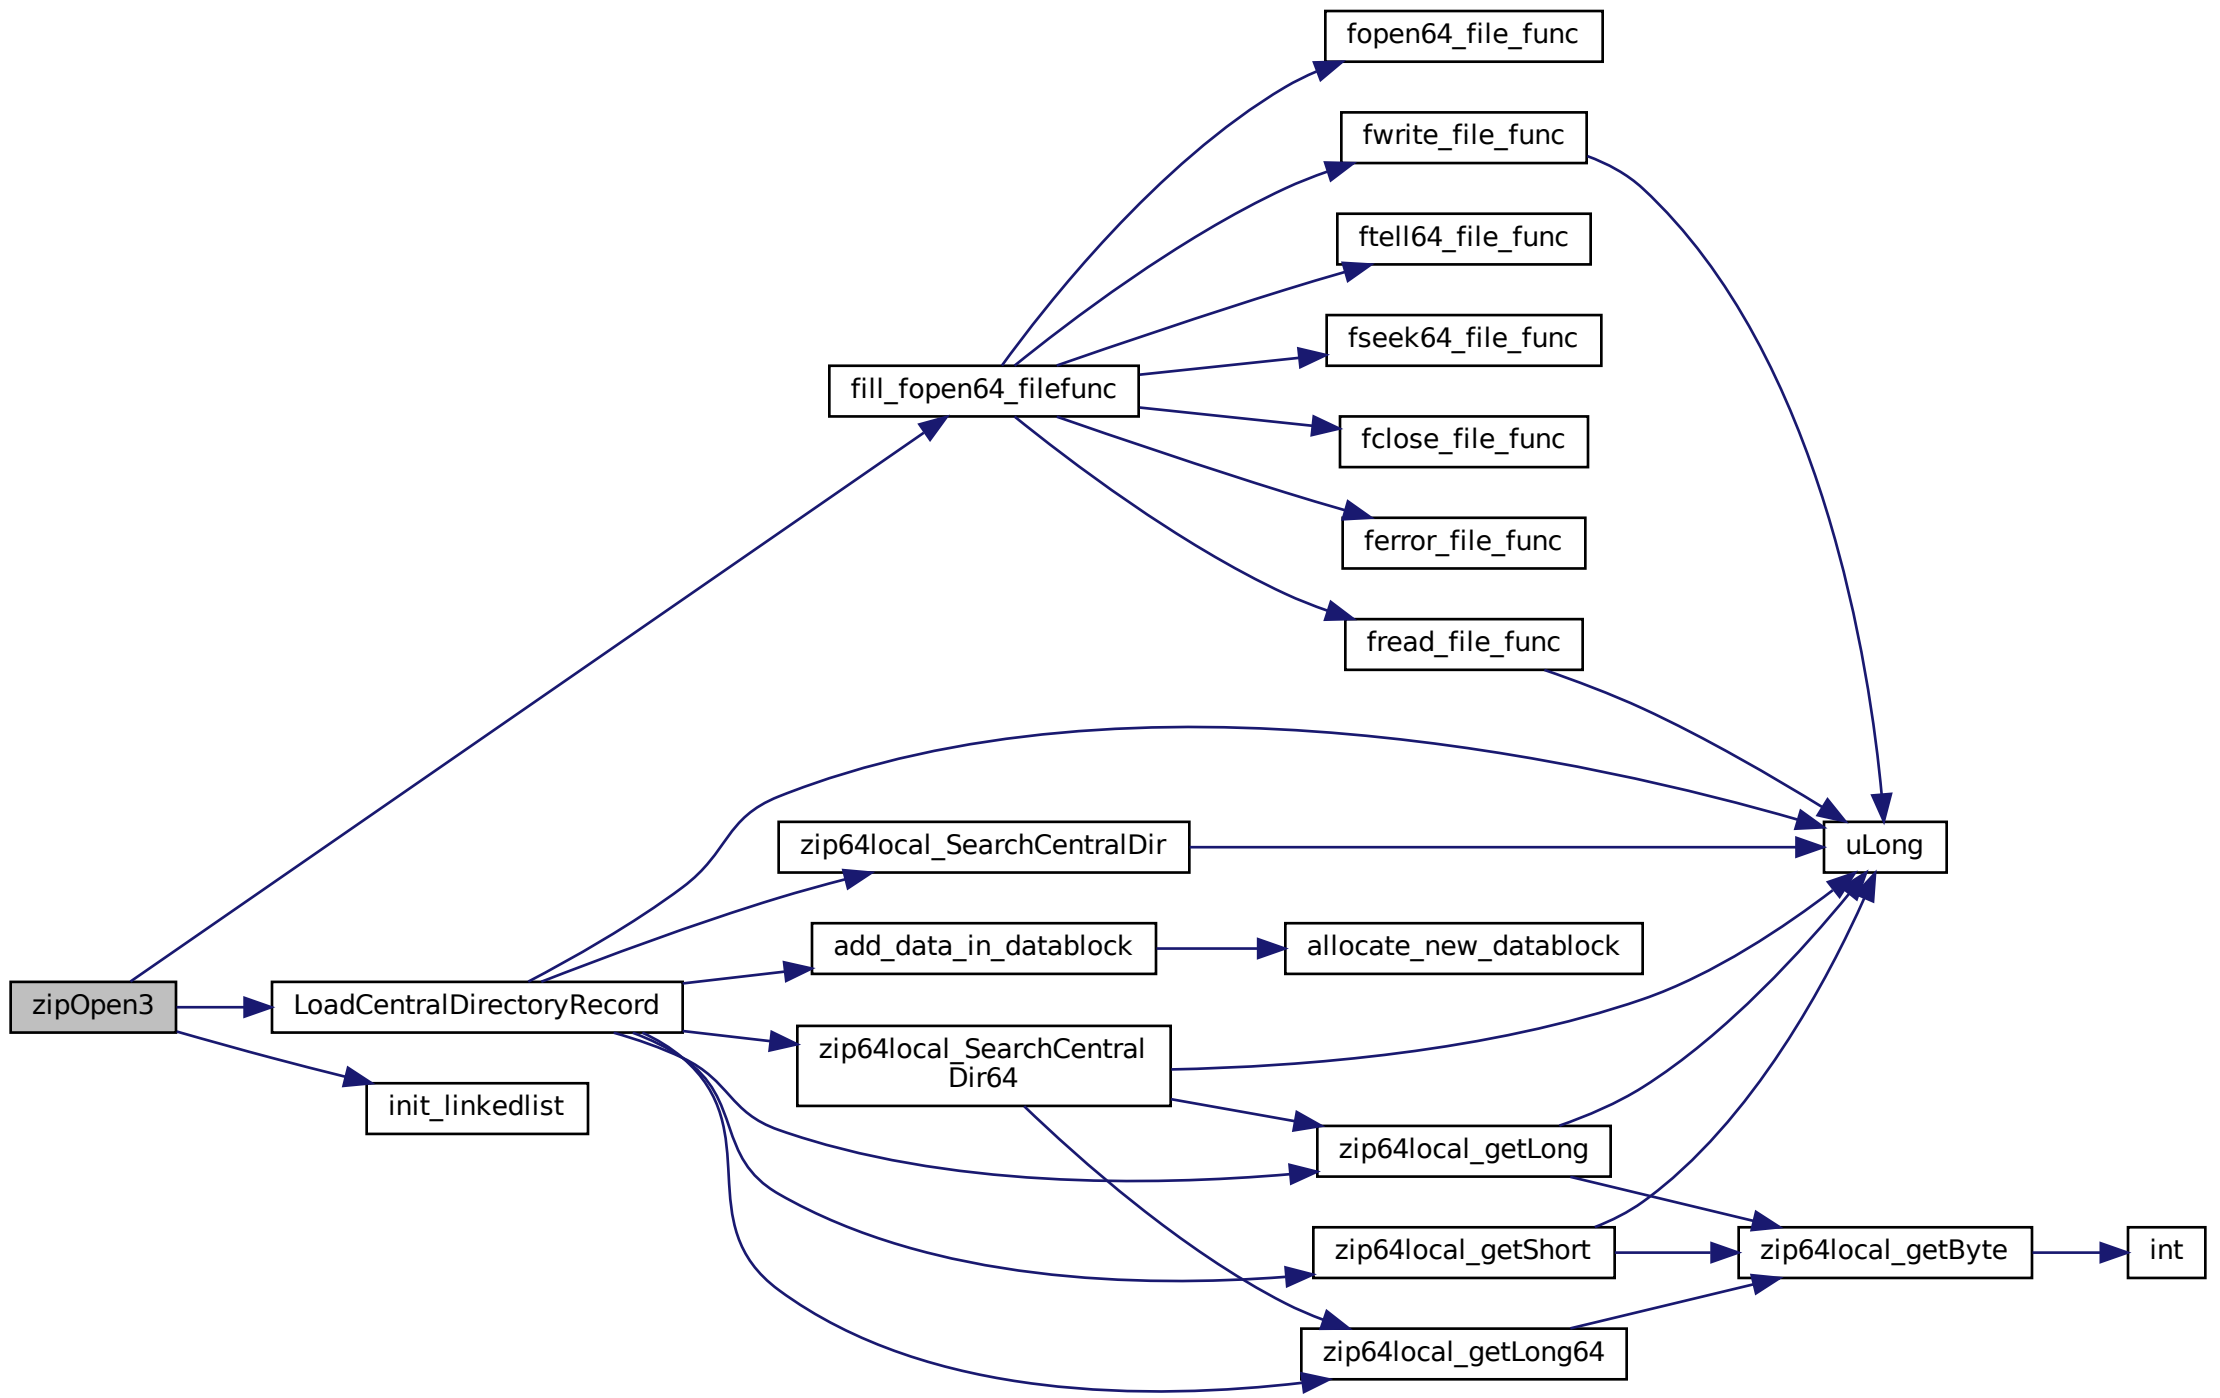 fopen64_file_func
fwrite_file_func
ftell64_file_func
fseek64_file_func
fill_fopen64_filefunc
fclose_file_func
ferror_file_func
fread_file_func
zip64local_SearchCentralDir
uLong
add_data_in_datablock
allocate_new_datablock
zipOpen3
LoadCentralDirectoryRecord
zip64local_SearchCentral
Dir64
init_linkedlist
zip64local_getLong
zip64local_getShort
zip64local_getByte
int
zip64local_getLong64